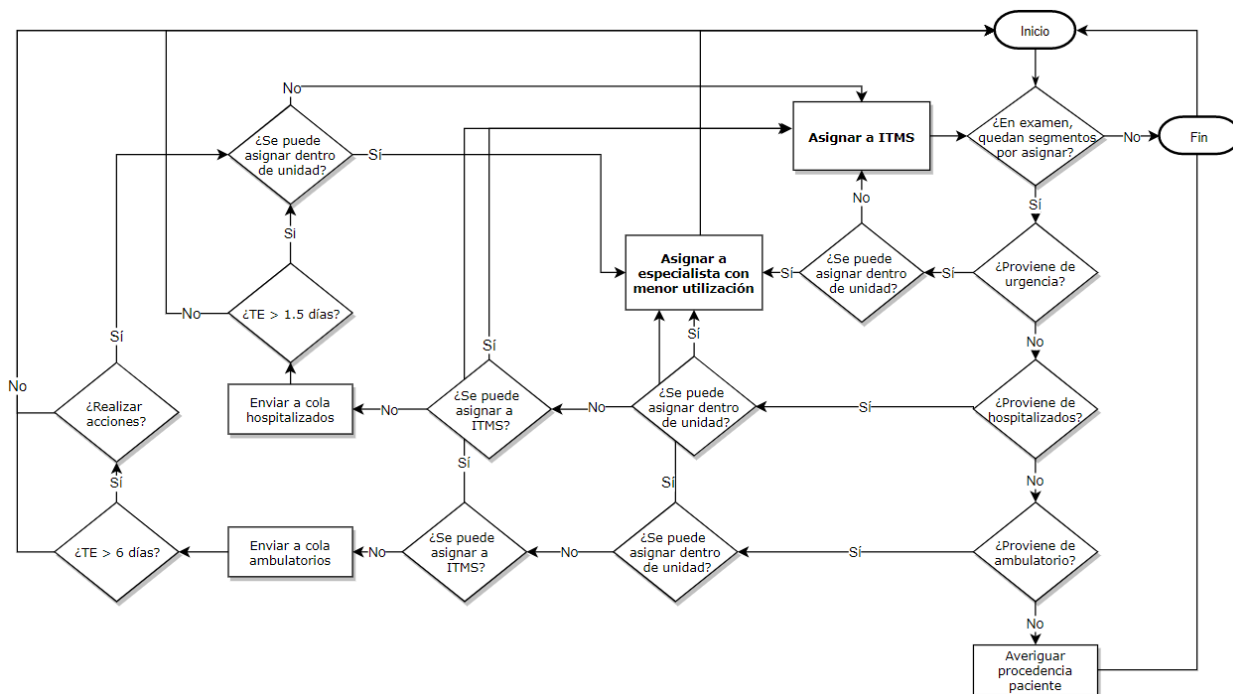 Inicio
No
¿Se puede
asignar dentro
de unidad?
Sí
Asignar a ITMS
¿En examen,
quedan segmentos
por asignar?
No
Fin
No
Sí
Sí
Asignar a
especialista con
menor utilización
Sí
¿Se puede
asignar dentro
de unidad?
Sí
¿Proviene de
urgencia?
¿TE > 1.5 días?
No
Sí
Sí
Sí
No
No
¿Realizar
acciones?
Enviar a cola
hospitalizados
No
¿Se puede
asignar a
ITMS?
No
¿Se puede
asignar dentro
de unidad?
Sí
¿Proviene de
hospitalizados?
Sí
Sí
Sí
No
¿TE > 6 días?
Enviar a cola
ambulatorios
No
¿Se puede
asignar a
ITMS?
No
¿Se puede
asignar dentro
de unidad?
Sí
¿Proviene de
ambulatorio?
No
Averiguar
procedencia
paciente